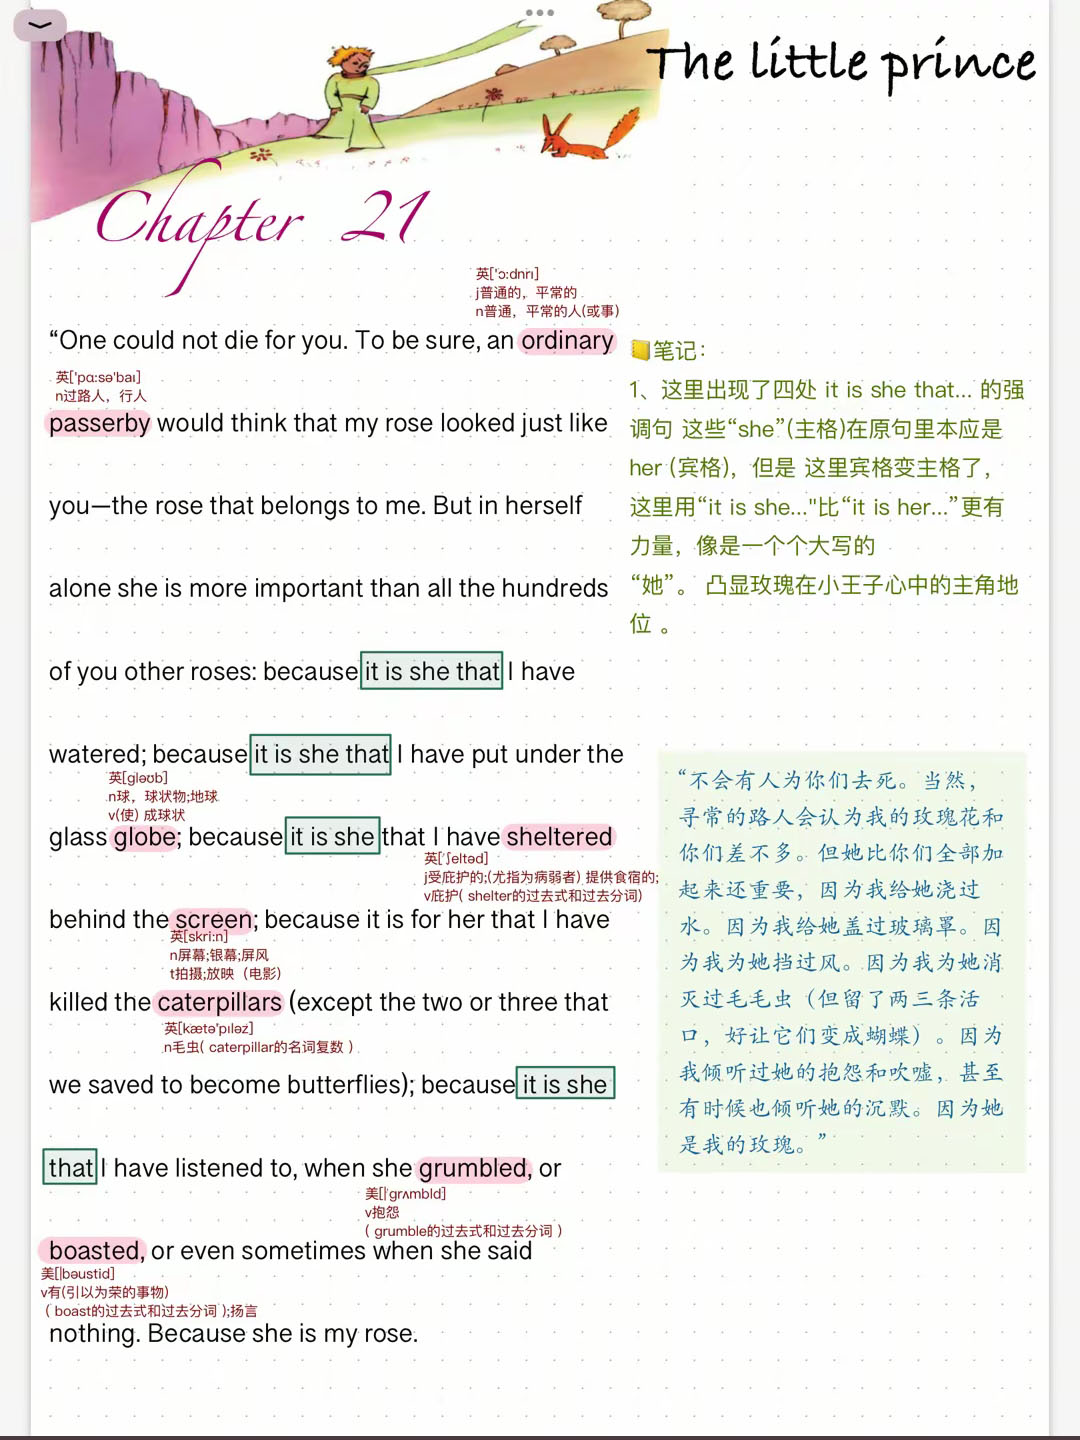 The little prince
Chapter 21
英['ɔ:dnrɪ]
j普通的，平常的
n普通，平常的人(或事)
“One could not die for you. To be sure, an ordinary
英['pɑ:sə'baɪ]
n过路人，行人
passerby would think that my rose looked just like
you—the rose that belongs to me. But in herself
alone she is more important than all the hundreds
of you other roses: because it is she that I have
watered; because it is she that I have put under the
英[gləʊb]
n球，球状物;地球
v(使) 成球状
glass globe; because it is she that I have sheltered
英['ʃeltəd]
j受庇护的;(尤指为病弱者) 提供食宿的;
v庇护( shelter的过去式和过去分词)
behind the screen; because it is for her that I have
英[skri:n]
n屏幕;银幕;屏风
t拍摄;放映（电影)
killed the caterpillars (except the two or three that
英[kætə'pɪləz]
n毛虫( caterpillar的名词复数 )
we saved to become butterflies); because it is she
that I have listened to, when she grumbled, or
美[ˈgrʌmbld]
v抱怨
( grumble的过去式和过去分词 )
boasted, or even sometimes when she said
美[|bəustid]
v有(引以为荣的事物)
( boast的过去式和过去分词 );扬言
nothing. Because she is my rose.
📒笔记：
1、这里出现了四处 it is she that... 的强
调句 这些“she”(主格)在原句里本应是
her (宾格)，但是 这里宾格变主格了，
这里用“it is she..."比“it is her...”更有
力量，像是一个个大写的
“她”。 凸显玫瑰在小王子心中的主角地
位 。
“不会有人为你们去死。当然，
寻常的路人会认为我的玫瑰花和
你们差不多。但她比你们全部加
起来还重要，因为我给她浇过
水。因为我给她盖过玻璃罩。因
为我为她挡过风。因为我为她消
灭过毛毛虫（但留了两三条活
口，好让它们变成蝴蝶）。因为
我倾听过她的抱怨和吹嘘，甚至
有时候也倾听她的沉默。因为她
是我的玫瑰。”